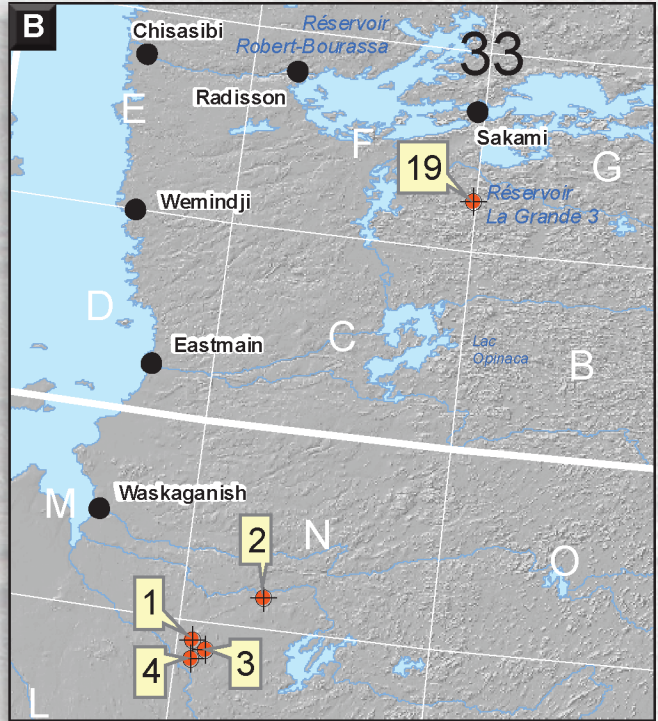 B
Chisasibi
Réservoir
Robert-Bourassa
33
Radisson
E
Sakami
F
G
19
Réservoir
La Grande 3
Wemindji
D
Eastmain
C
Lac
Opinaca
B
M
Waskaganish
N
2
O
1
3
4
L